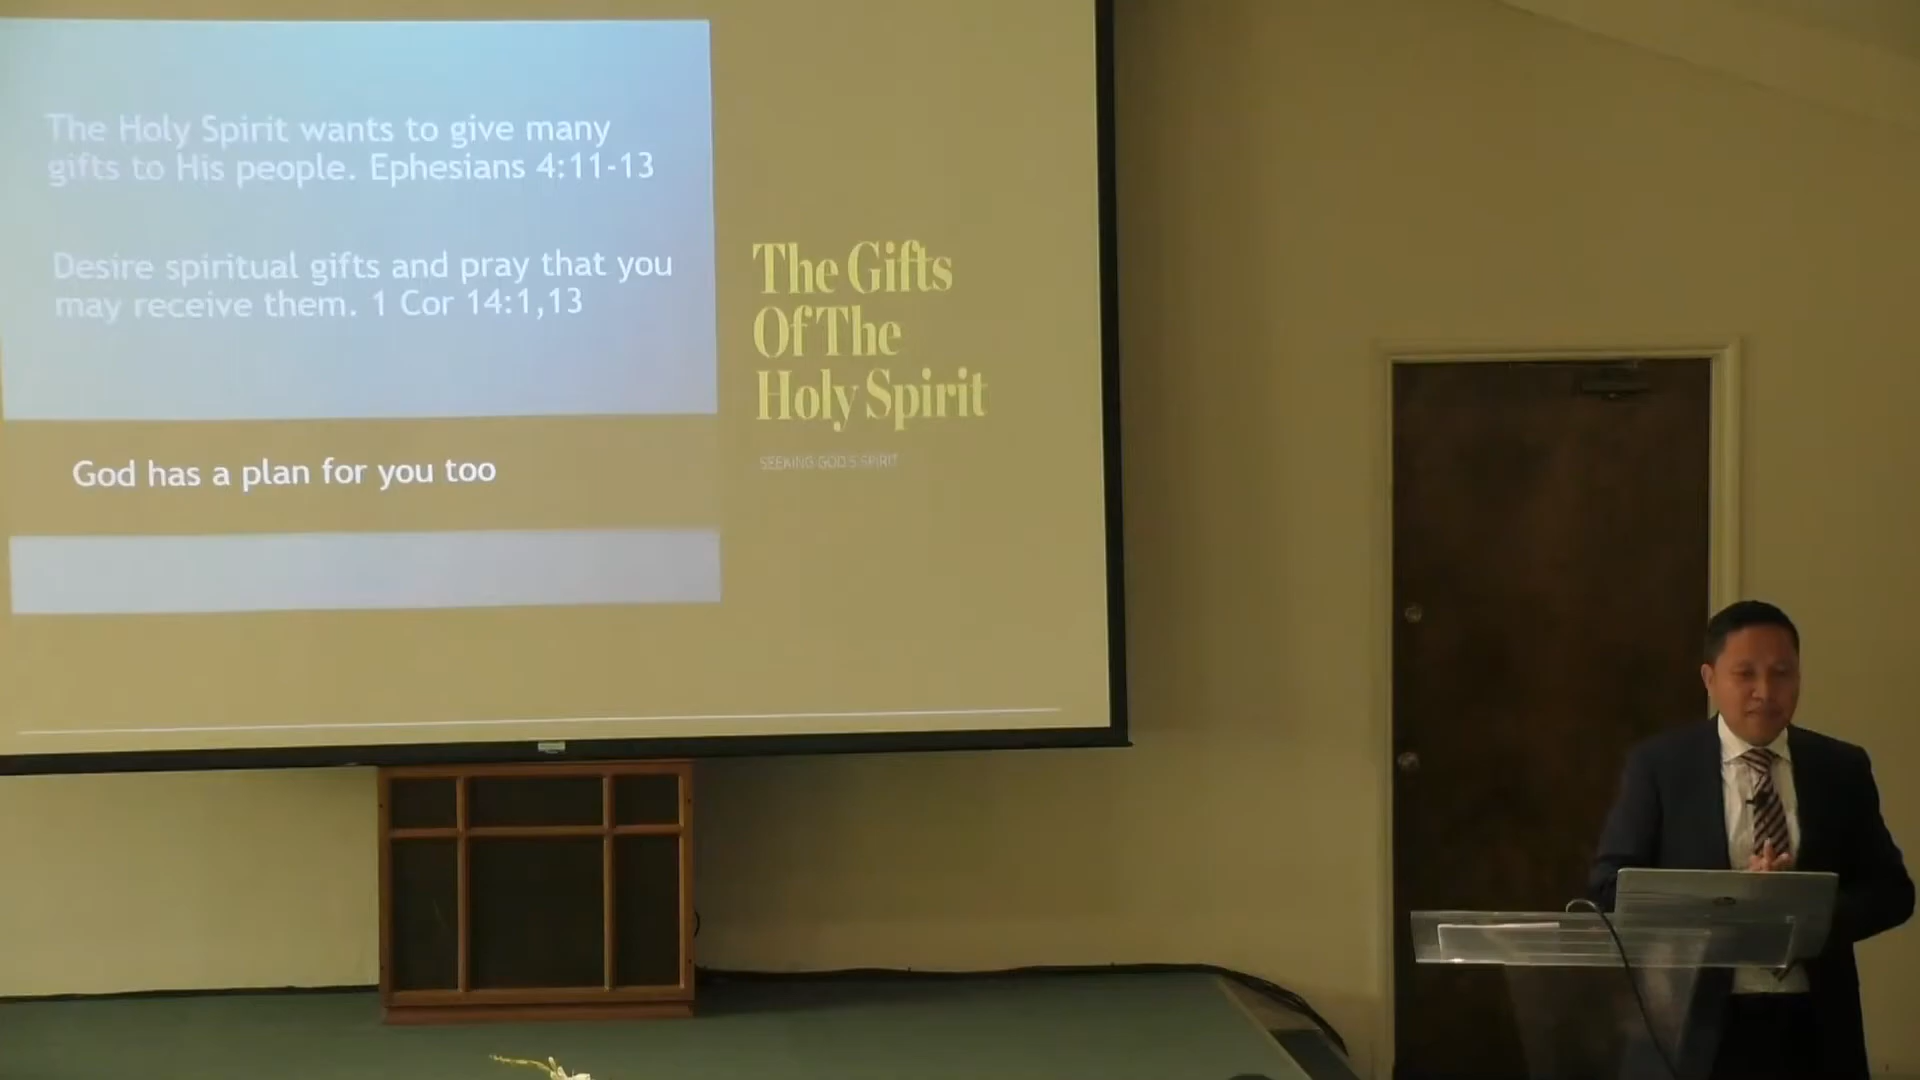 The Holy Spirit wants to give many
gifts to His people. Ephesians 4:11-13
Desire spiritual gifts and pray that you
may receive them. 1 Cor 14:1,13
God has a plan for you too
The Gifts
Of The
Holy Spirit
SEEKING GOD'S SPIRIT